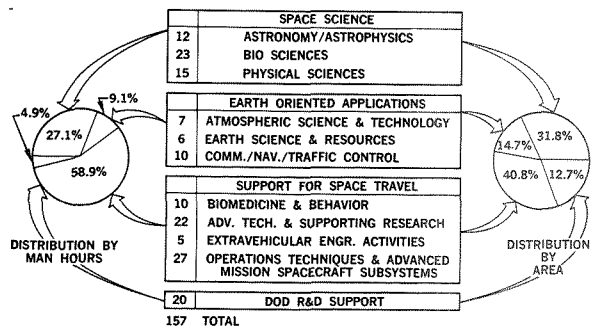 SPACE SCIENCE
12 ASTRONOMY/ASTROPHYSICS
23 BIO SCIENCES
15 PHYSICAL SCIENCES
EARTH ORIENTED APPLICATIONS
7 ATMOSPHERIC SCIENCE & TECHNOLOGY
6 EARTH SCIENCE & RESOURCES
10 COMM./NAV./TRAFFIC CONTROL
SUPPORT FOR SPACE TRAVEL
10 BIOMEDICINE & BEHAVIOR
22 ADV. TECH. & SUPPORTING RESEARCH
5 EXTRAVEHICULAR ENGR. ACTIVITIES
27 OPERATIONS TECHNIQUES & ADVANCED
MISSION SPACECRAFT SUBSYSTEMS
20 DOD R&D SUPPORT
157 TOTAL
4.9%
9.1%
27.1%
58.9%
DISTRIBUTION BY
MAN HOURS
14.7%
31.8%
40.8%
12.7%
DISTRIBUTION
BY
AREA